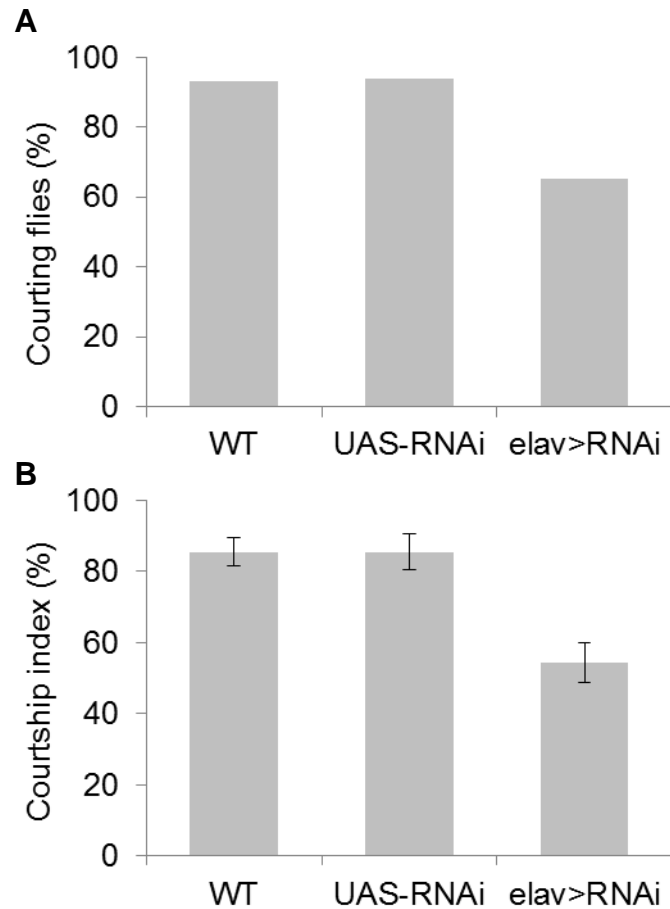 A
Courting flies (%)
100
80
60
40
20
0
WT UAS-RNAi elav>RNAi
B
Courtship index (%)
100
80
60
40
20
0
WT UAS-RNAi elav>RNAi